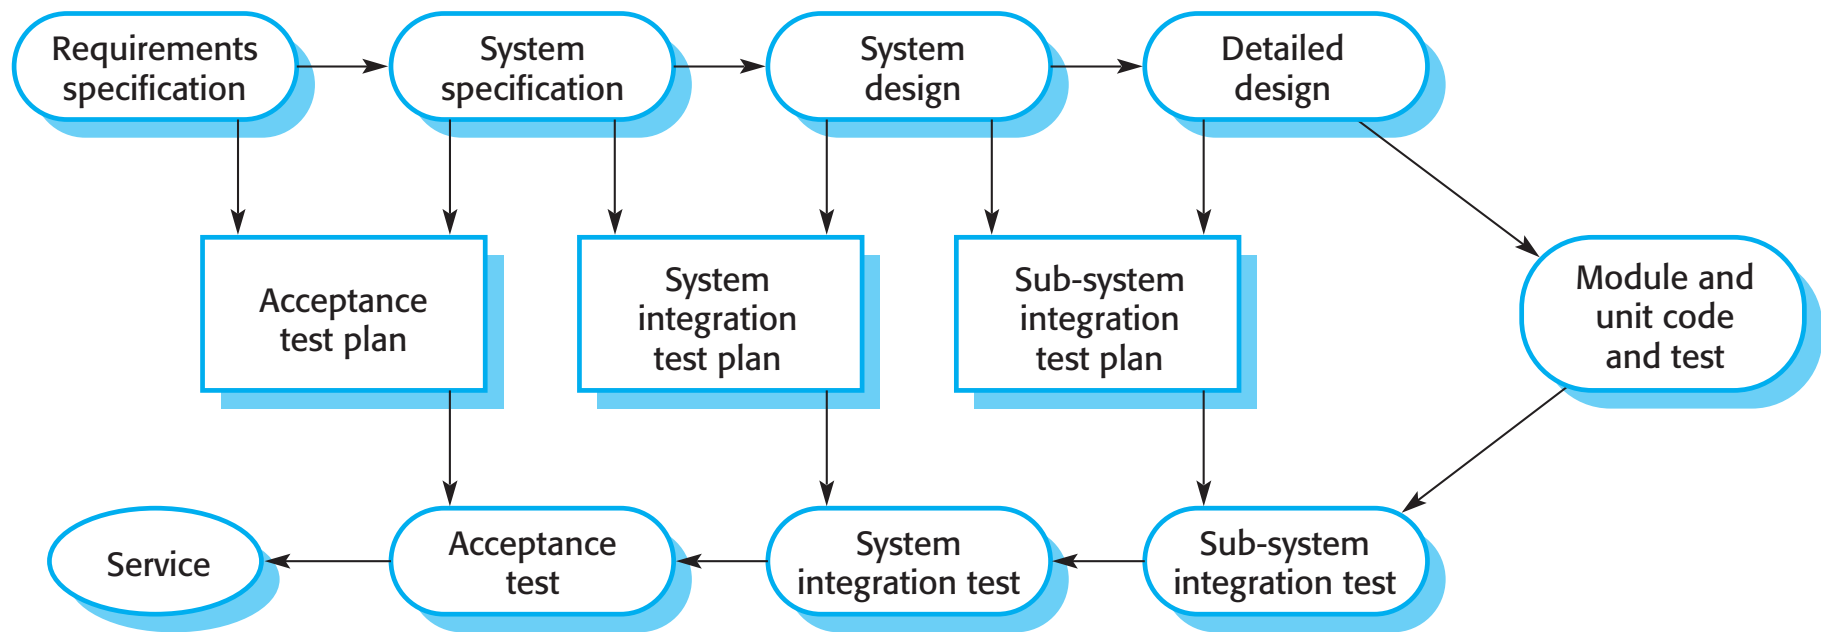 Requirements
specification
System
specification
System
design
Detailed
design
Acceptance
test plan
System
integration
test plan
Sub-system
integration
test plan
Module and
unit code
and test
Service
Acceptance
test
System
integration test
Sub-system
integration test